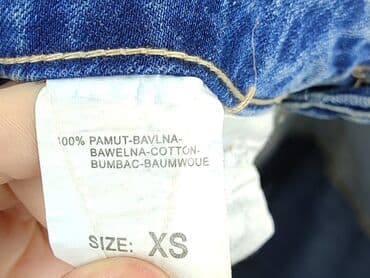 100% PAMUT-BAVLNA-
BAWELNA-COTTON-
BUMBAC-BAUMWOUE
SIZE: XS